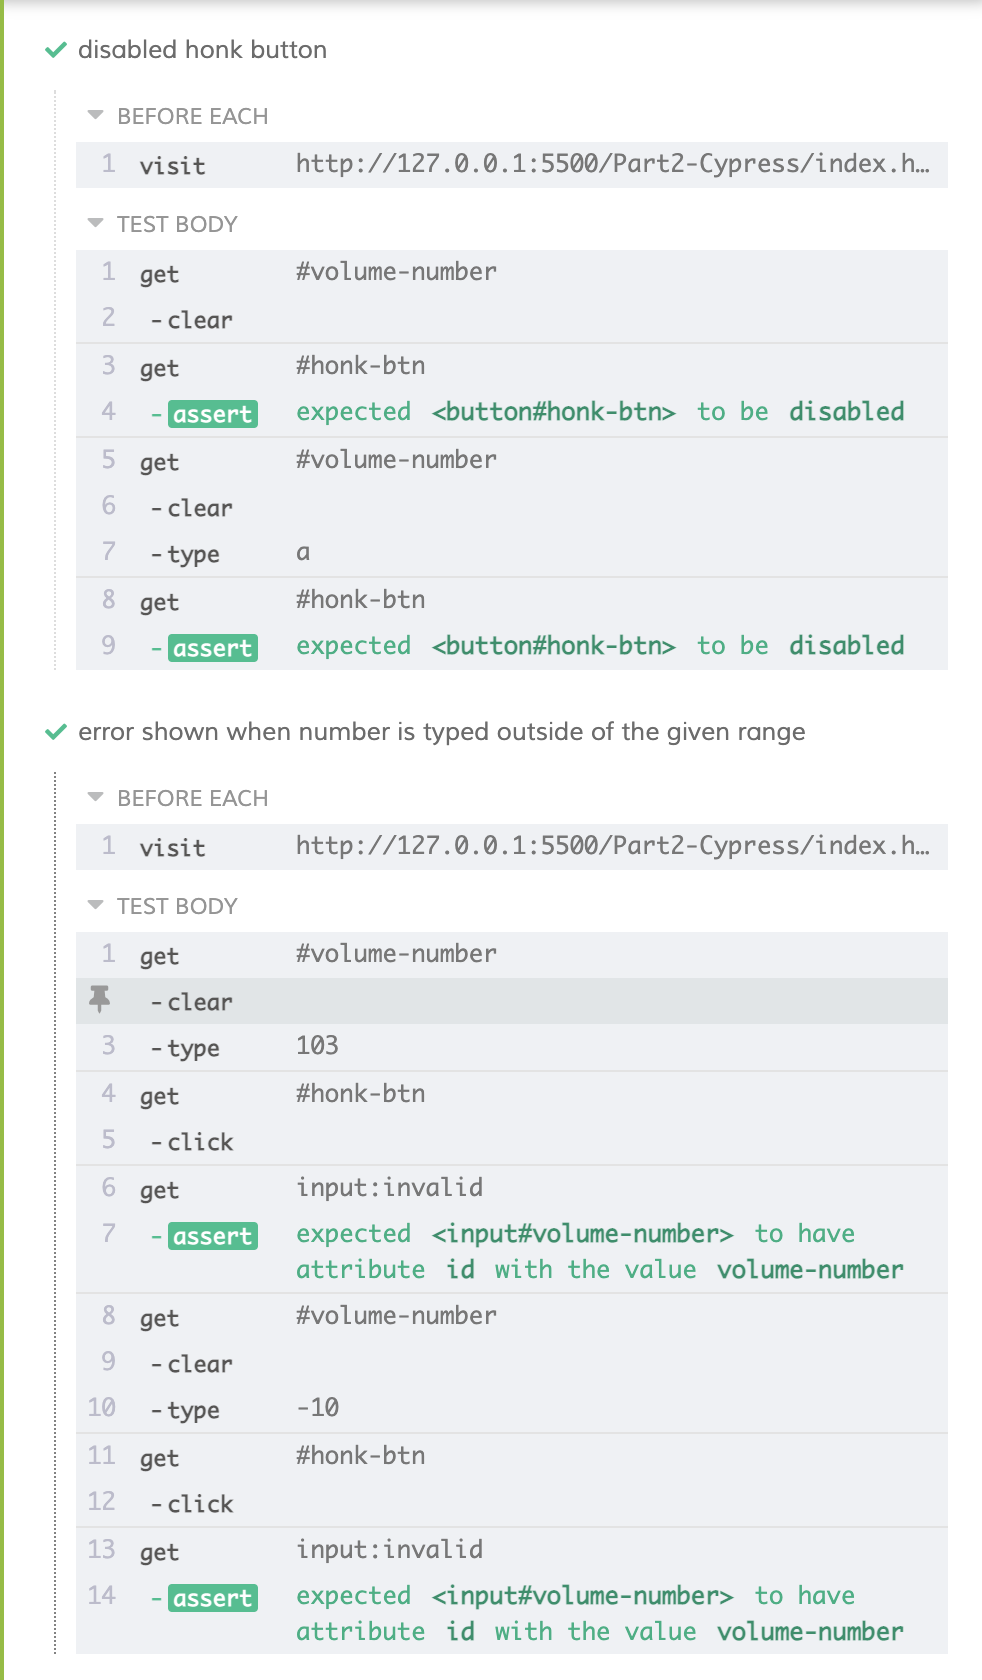 disabled honk button
BEFORE EACH
1 visit http://127.0.0.1:5500/Part2-Cypress/index.h…
TEST BODY
1 get #volume-number
2 -clear
3 get #honk-btn
4 -assert expected <button#honk-btn> to be disabled
5 get #volume-number
6 -clear
7 -type a
8 get #honk-btn
9 -assert expected <button#honk-btn> to be disabled
error shown when number is typed outside of the given range
BEFORE EACH
1 visit http://127.0.0.1:5500/Part2-Cypress/index.h…
TEST BODY
1 get #volume-number
-clear
3 -type 103
4 get #honk-btn
5 -click
6 get input:invalid
7 -assert expected <input#volume-number> to have
attribute id with the value volume-number
8 get #volume-number
9 -clear
10 -type -10
11 get #honk-btn
12 -click
13 get input:invalid
14 -assert expected <input#volume-number> to have
attribute id with the value volume-number